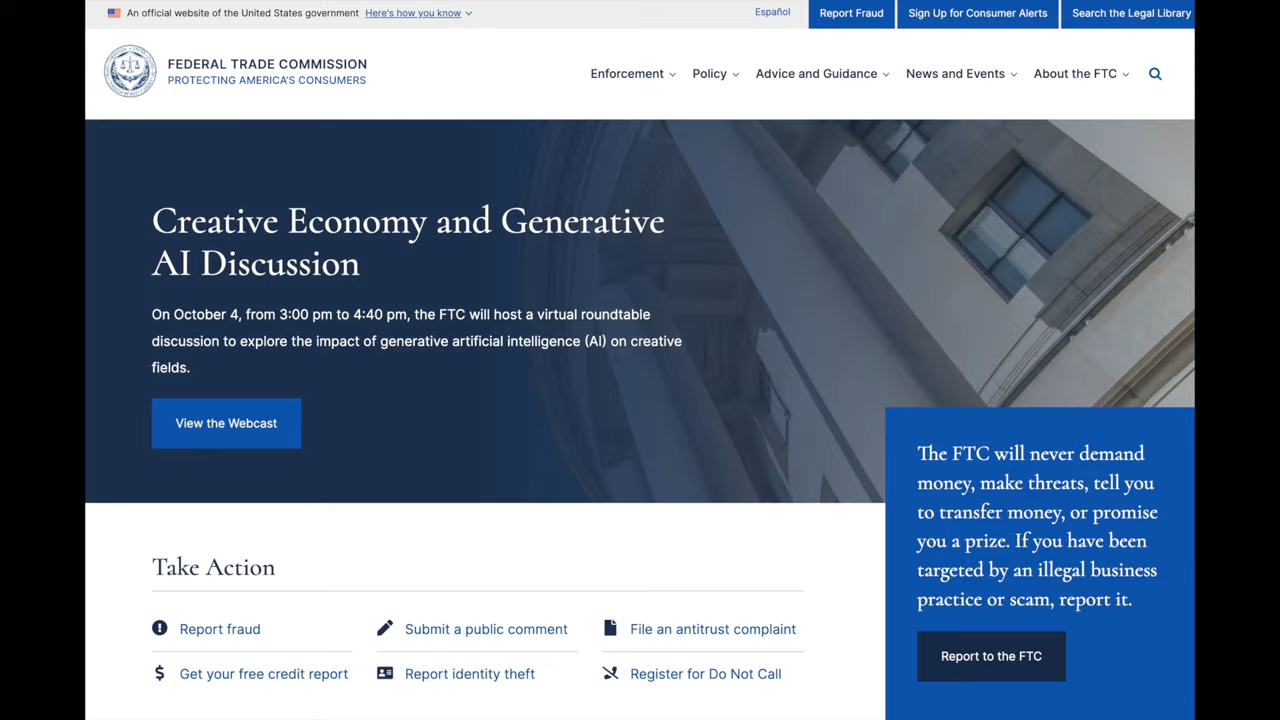 An official website of the United States government Here's how you know
Español
Report Fraud
Sign Up for Consumer Alerts
Search the Legal Library
FEDERAL TRADE COMMISSION
PROTECTING AMERICA'S CONSUMERS
Enforcement
Policy
Advice and Guidance
News and Events
About the FTC
Creative Economy and Generative
AI Discussion
On October 4, from 3:00 pm to 4:40 pm, the FTC will host a virtual roundtable
discussion to explore the impact of generative artificial intelligence (AI) on creative
fields.
View the Webcast
The FTC will never demand
money, make threats, tell you
to transfer money, or promise
you a prize. If you have been
targeted by an illegal business
practice or scam, report it.
Report to the FTC
Take Action
Report fraud
Submit a public comment
File an antitrust complaint
Get your free credit report
Report identity theft
Register for Do Not Call